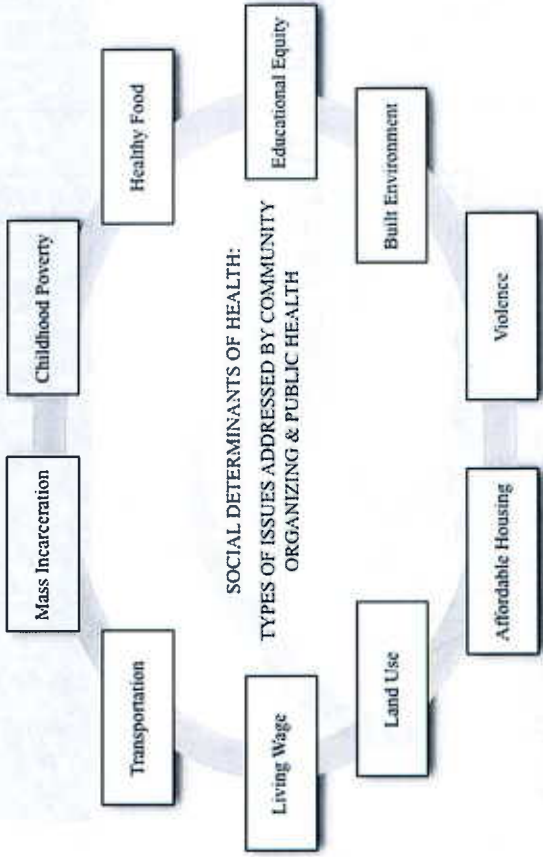 SOCIAL DETERMINANTS OF HEALTH:
TYPES OF ISSUES ADDRESSED BY COMMUNITY
ORGANIZING & PUBLIC HEALTH
Childhood Poverty
Healthy Food
Educational Equity
Built Environment
Violence
Affordable Housing
Land Use
Living Wage
Transportation
Mass Incarceration